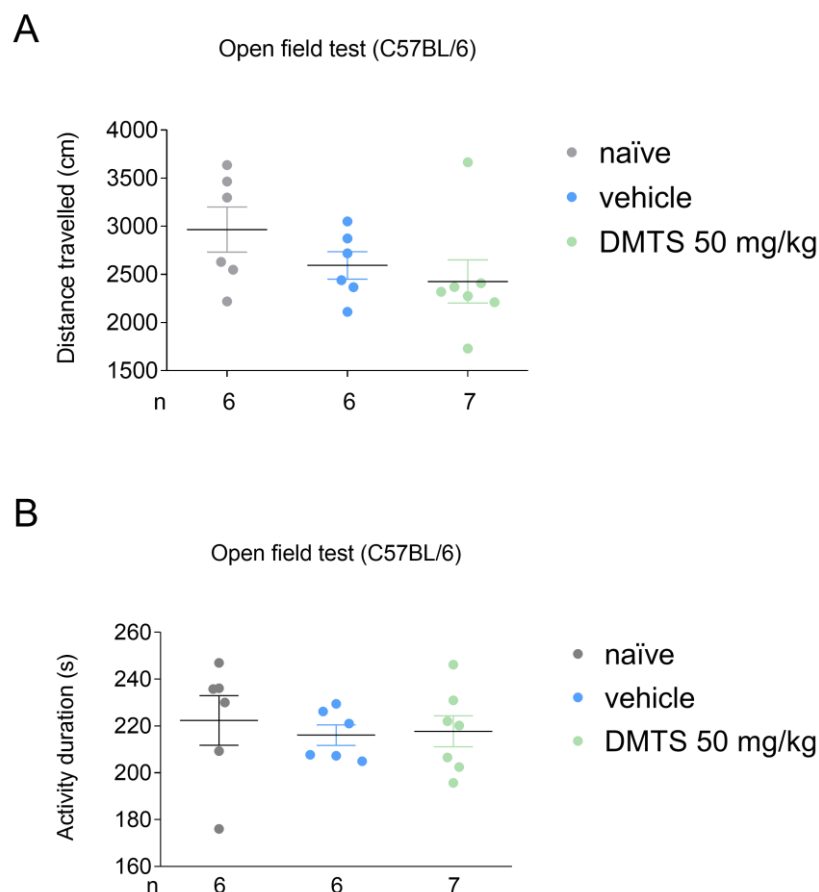 A
Open field test (C57BL/6)
Distance travelled (cm)
4000
3500
3000
2500
2000
1500
n 6 6 7
naïve
vehicle
DMTS 50 mg/kg
B
Open field test (C57BL/6)
Activity duration (s)
260
240
220
200
180
160
n 6 6 7
naïve
vehicle
DMTS 50 mg/kg